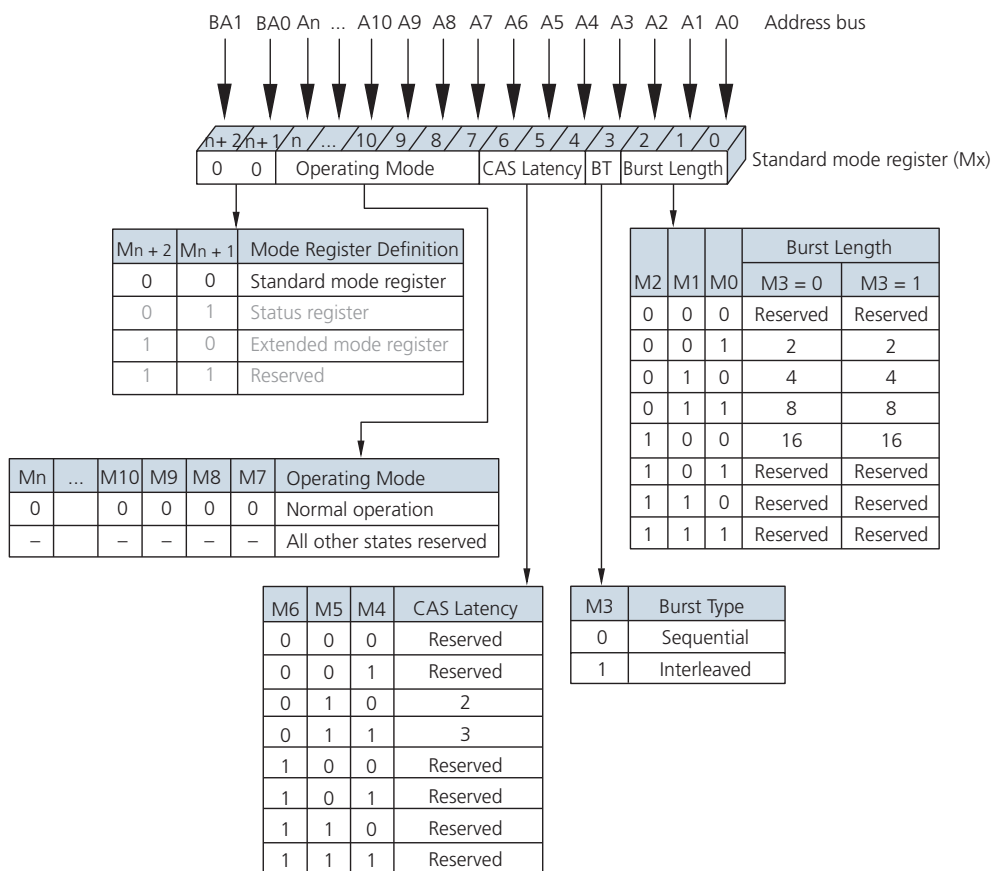 BA1 BA0 An ... A10 A9 A8 A7 A6 A5 A4 A3 A2 A1 A0 Address bus
n+ 2 n+ 1 n ... 10 9 8 7 6 5 4 3 2 1 0
0 0 Operating Mode CAS Latency BT Burst Length
Standard mode register (Mx)
Mn + 2 Mn + 1 Mode Register Definition
0 0 Standard mode register
0 1 Status register
1 0 Extended mode register
1 1 Reserved
Burst Length
M2 M1 M0 M3 = 0 M3 = 1
0 0 0 Reserved Reserved
0 0 1 2 2
0 1 0 4 4
0 1 1 8 8
1 0 0 16 16
1 0 1 Reserved Reserved
1 1 0 Reserved Reserved
1 1 1 Reserved Reserved
Mn ... M10 M9 M8 M7 Operating Mode
0 0 0 0 0 Normal operation
– – – – – All other states reserved
M6 M5 M4 CAS Latency
0 0 0 Reserved
0 0 1 Reserved
0 1 0 2
0 1 1 3
1 0 0 Reserved
1 0 1 Reserved
1 1 0 Reserved
1 1 1 Reserved
M3 Burst Type
0 Sequential
1 Interleaved